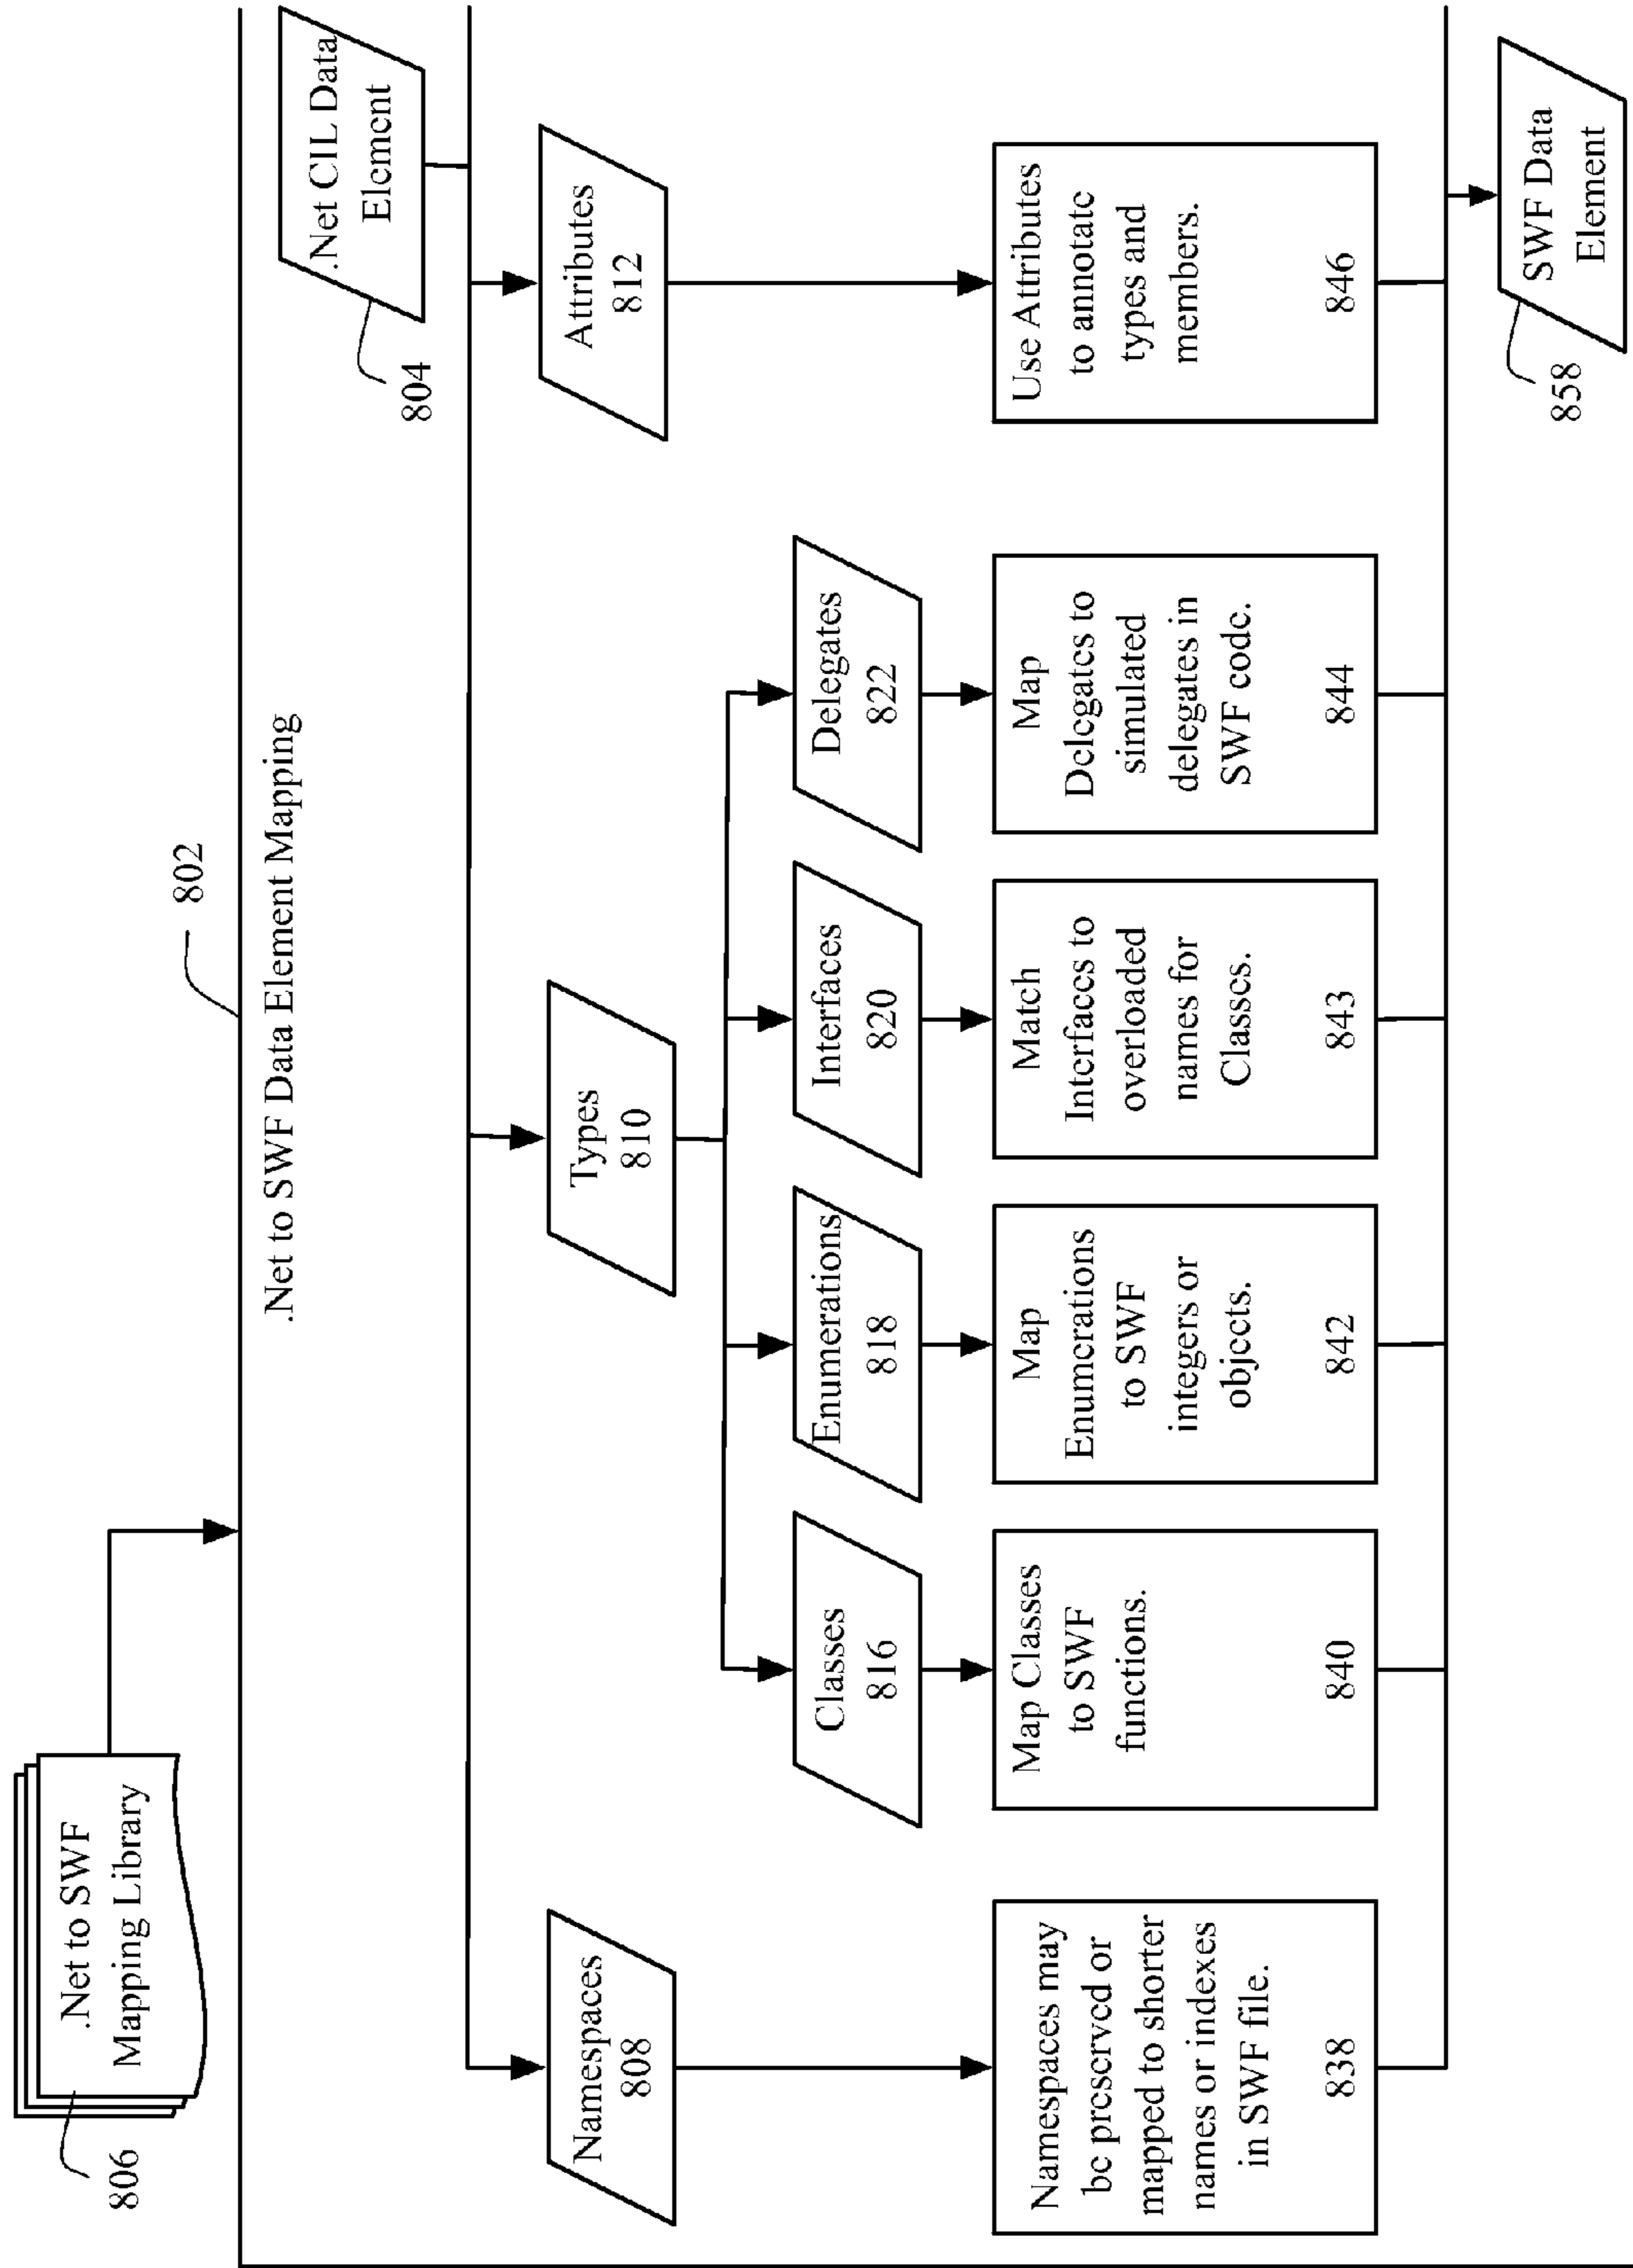 .Net to SWF
Mapping Library
806
802
.Net to SWF Data Element Mapping
.Net CIL Data
Element
804
Namespaces
808
Types
810
Attributes
812
Classes
816
Enumerations
818
Interfaces
820
Delegates
822
Namespaces may
be preserved or
mapped to shorter
names or indexes
in SWF file.
838
Map Classes
to SWF
functions.
840
Map
Enumerations
to SWF
integers or
objects.
842
Match
Interfaces to
overloaded
names for
Classes.
843
Map
Delegates to
simulated
delegates in
SWF code.
844
Use Attributes
to annotate
types and
members.
846
SWF Data
Element
858